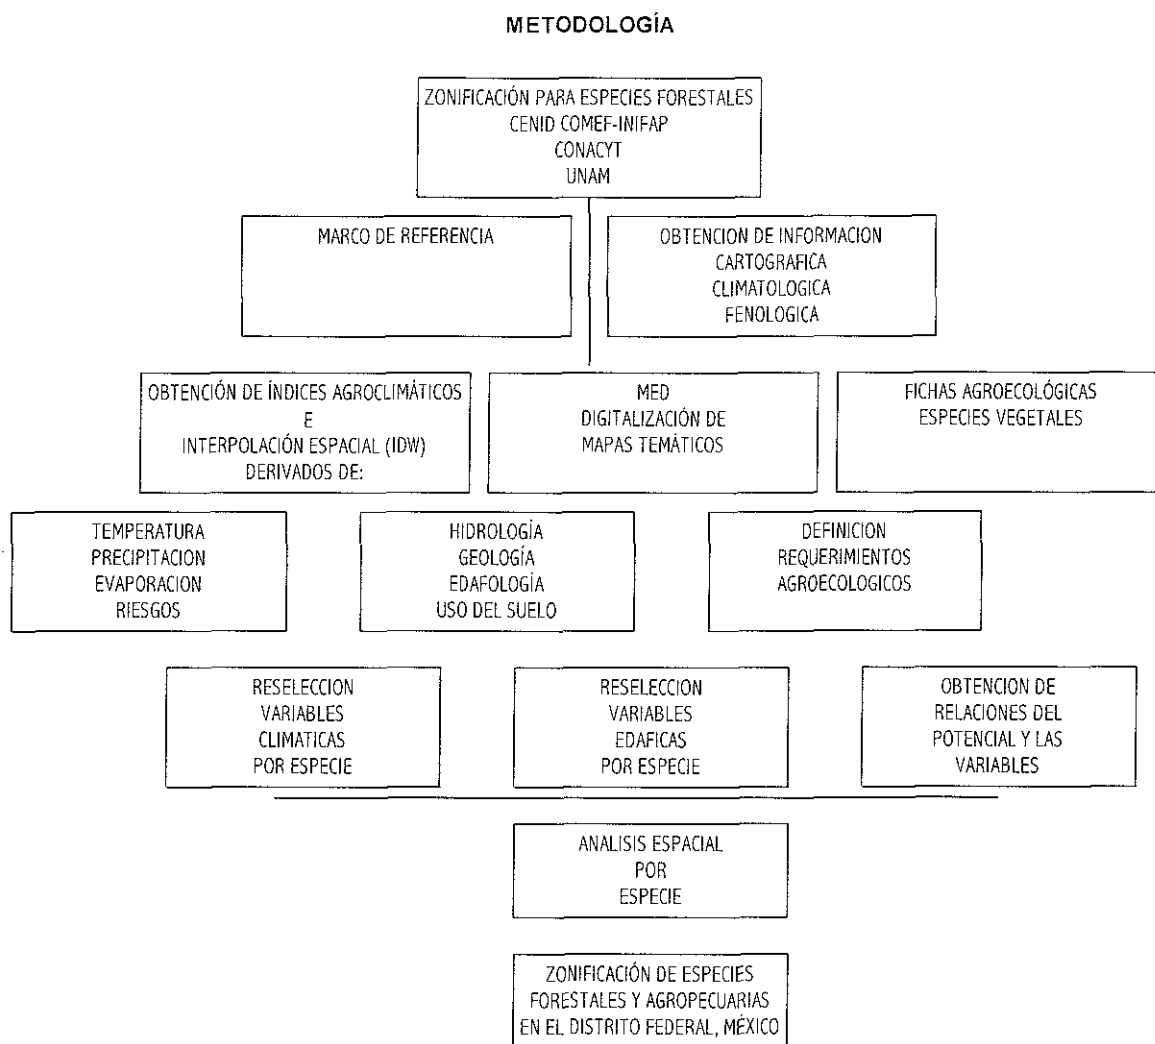 METODOLOGÍA
ZONIFICACIÓN PARA ESPECIES FORESTALES
CENID COMEF-INIFAP
CONACYT
UNAM
MARCO DE REFERENCIA
OBTENCION DE INFORMACION
CARTOGRAFICA
CLIMATOLOGICA
FENOLOGICA
OBTENCIÓN DE ÍNDICES AGROCLIMÁTICOS
E
INTERPOLACIÓN ESPACIAL (IDW)
DERIVADOS DE:
MED
DIGITALIZACIÓN DE
MAPAS TEMÁTICOS
FICHAS AGROECOLÓGICAS
ESPECIES VEGETALES
TEMPERATURA
PRECIPITACION
EVAPORACION
RIESGOS
HIDROLOGÍA
GEOLOGÍA
EDAFOLOGÍA
USO DEL SUELO
DEFINICION
REQUERIMIENTOS
AGROECOLOGICOS
RESELECCION
VARIABLES
CLIMATICAS
POR ESPECIE
RESELECCION
VARIABLES
EDAFICAS
POR ESPECIE
OBTENCION DE
RELACIONES DEL
POTENCIAL Y LAS
VARIABLES
ANALISIS ESPACIAL
POR
ESPECIE
ZONIFICACIÓN DE ESPECIES
FORESTALES Y AGROPECUARIAS
EN EL DISTRITO FEDERAL, MÉXICO